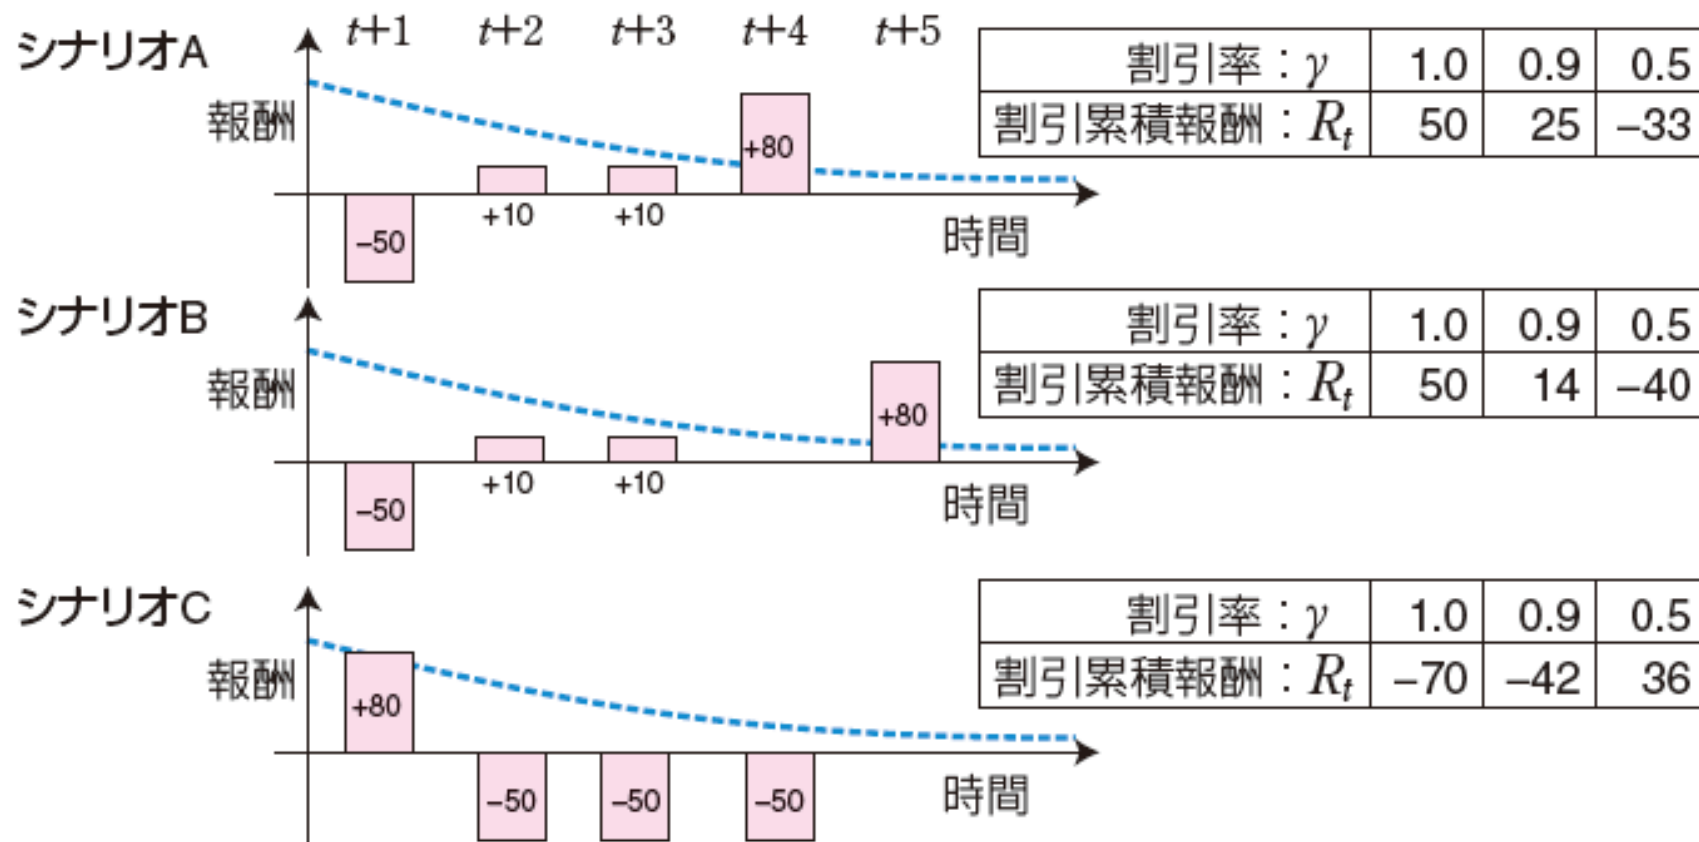 シナリオA
t+1 t+2 t+3 t+4 t+5
報酬
−50
+10
+10
+80
時間
割引率：γ 1.0 0.9 0.5
割引累積報酬：Rt 50 25 −33
シナリオB
報酬
−50
+10
+10
+80
時間
割引率：γ 1.0 0.9 0.5
割引累積報酬：Rt 50 14 −40
シナリオC
報酬
+80
−50
−50
−50
時間
割引率：γ 1.0 0.9 0.5
割引累積報酬：Rt −70 −42 36